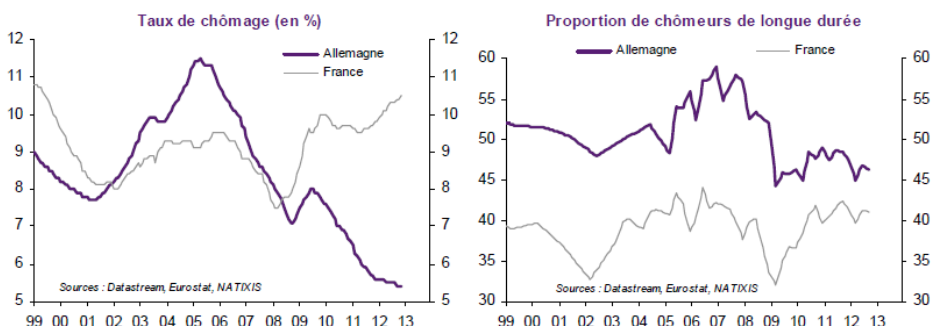 Taux de chômage (en %)
12 12
11 Allemagne 11
France
10 10
9 9
8 8
7 7
6 6
Sources : Datastream, Eurostat, NATIXIS
5 5
99 00 01 02 03 04 05 06 07 08 09 10 11 12 13
Proportion de chômeurs de longue durée
60 Allemagne France 60
55 55
50 50
45 45
40 40
35 35
Sources : Datastream, Eurostat, NATIXIS
30 30
99 00 01 02 03 04 05 06 07 08 09 10 11 12 13